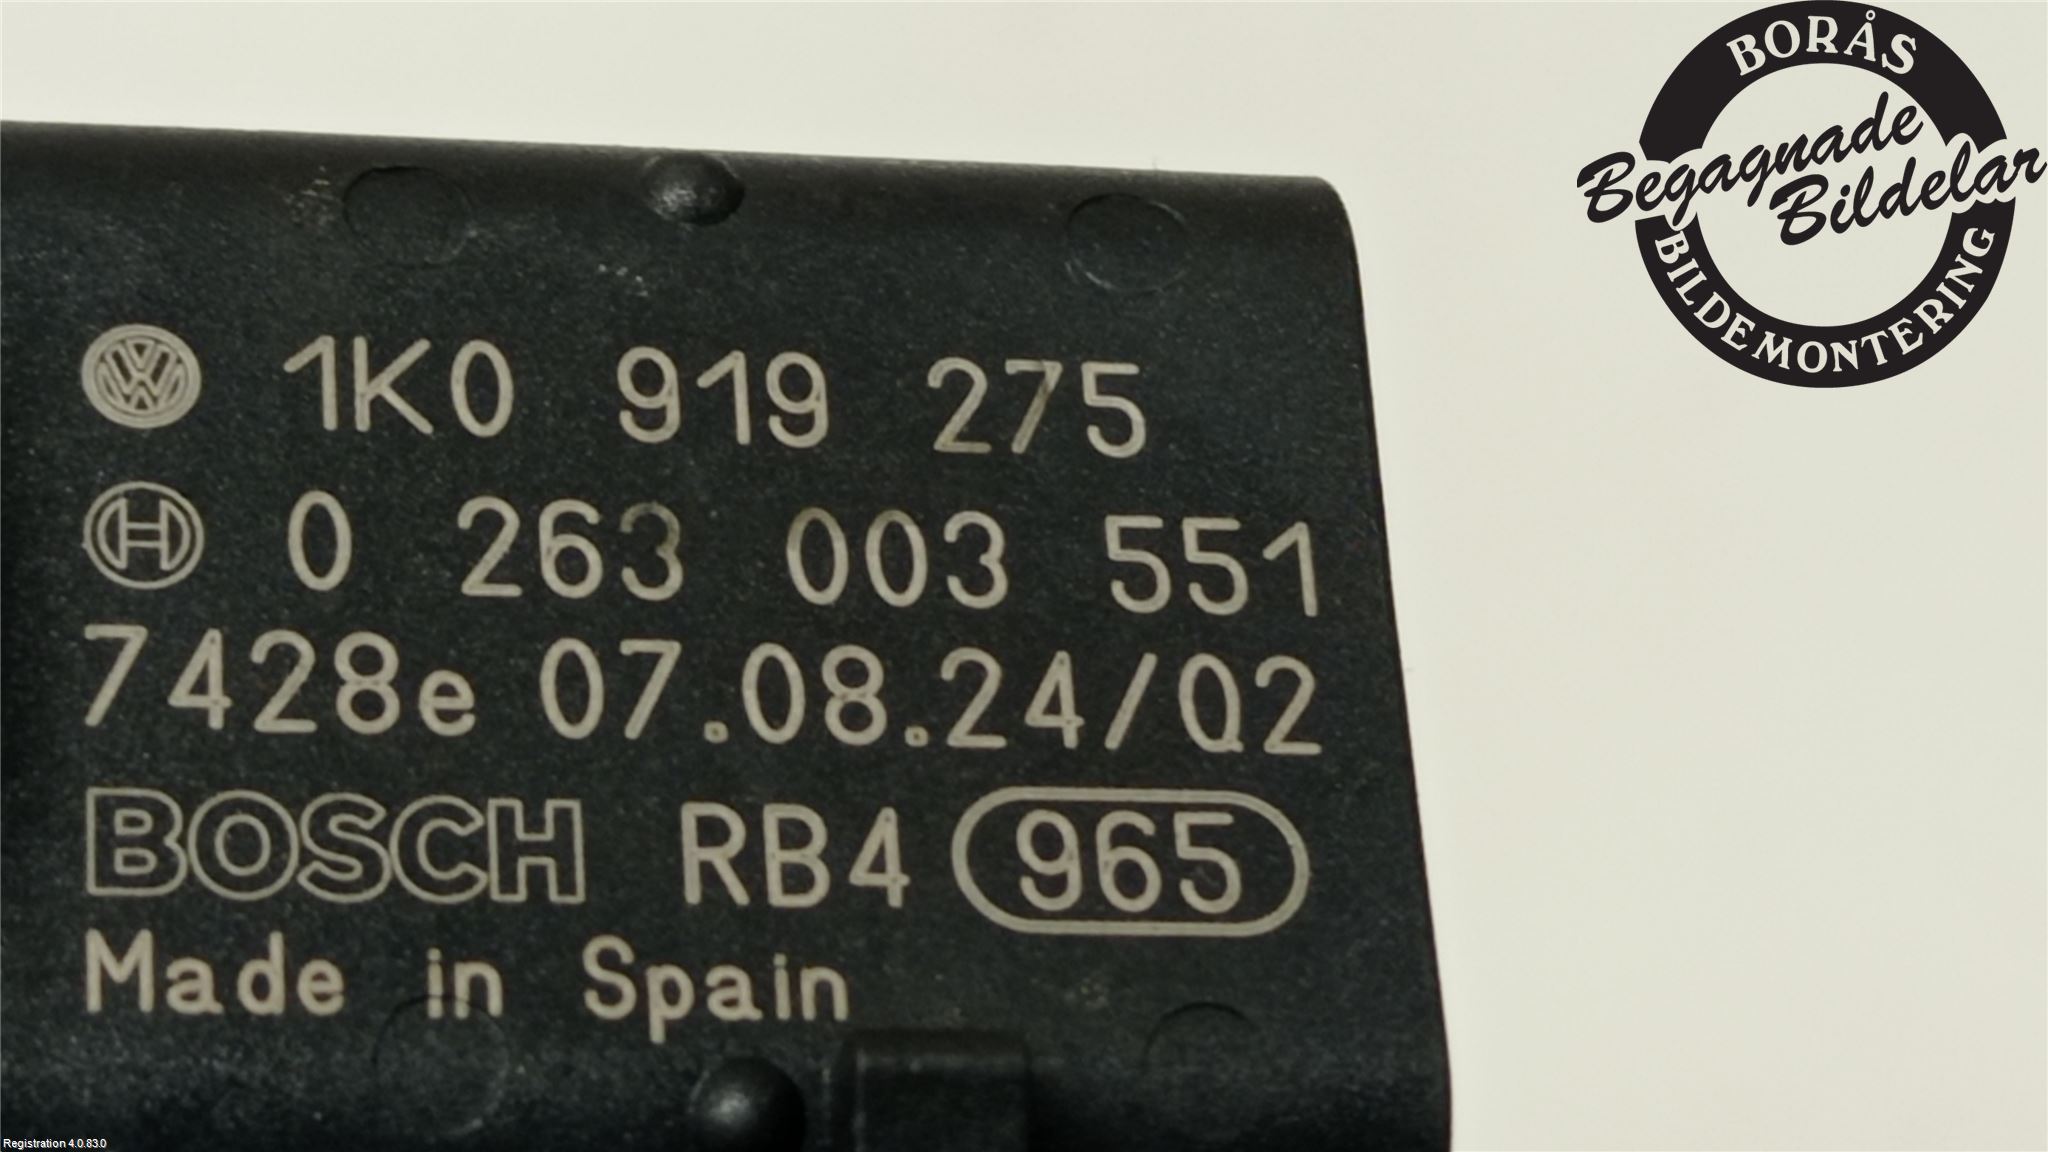 BORÅS
Begagnade
Bildelar
BILDEMONTERING
1K0 919 275
0 263 003 551
7428e 07.08.24/Q2
BOSCH RB4 965
Made in Spain
Registration 4.0.83.0